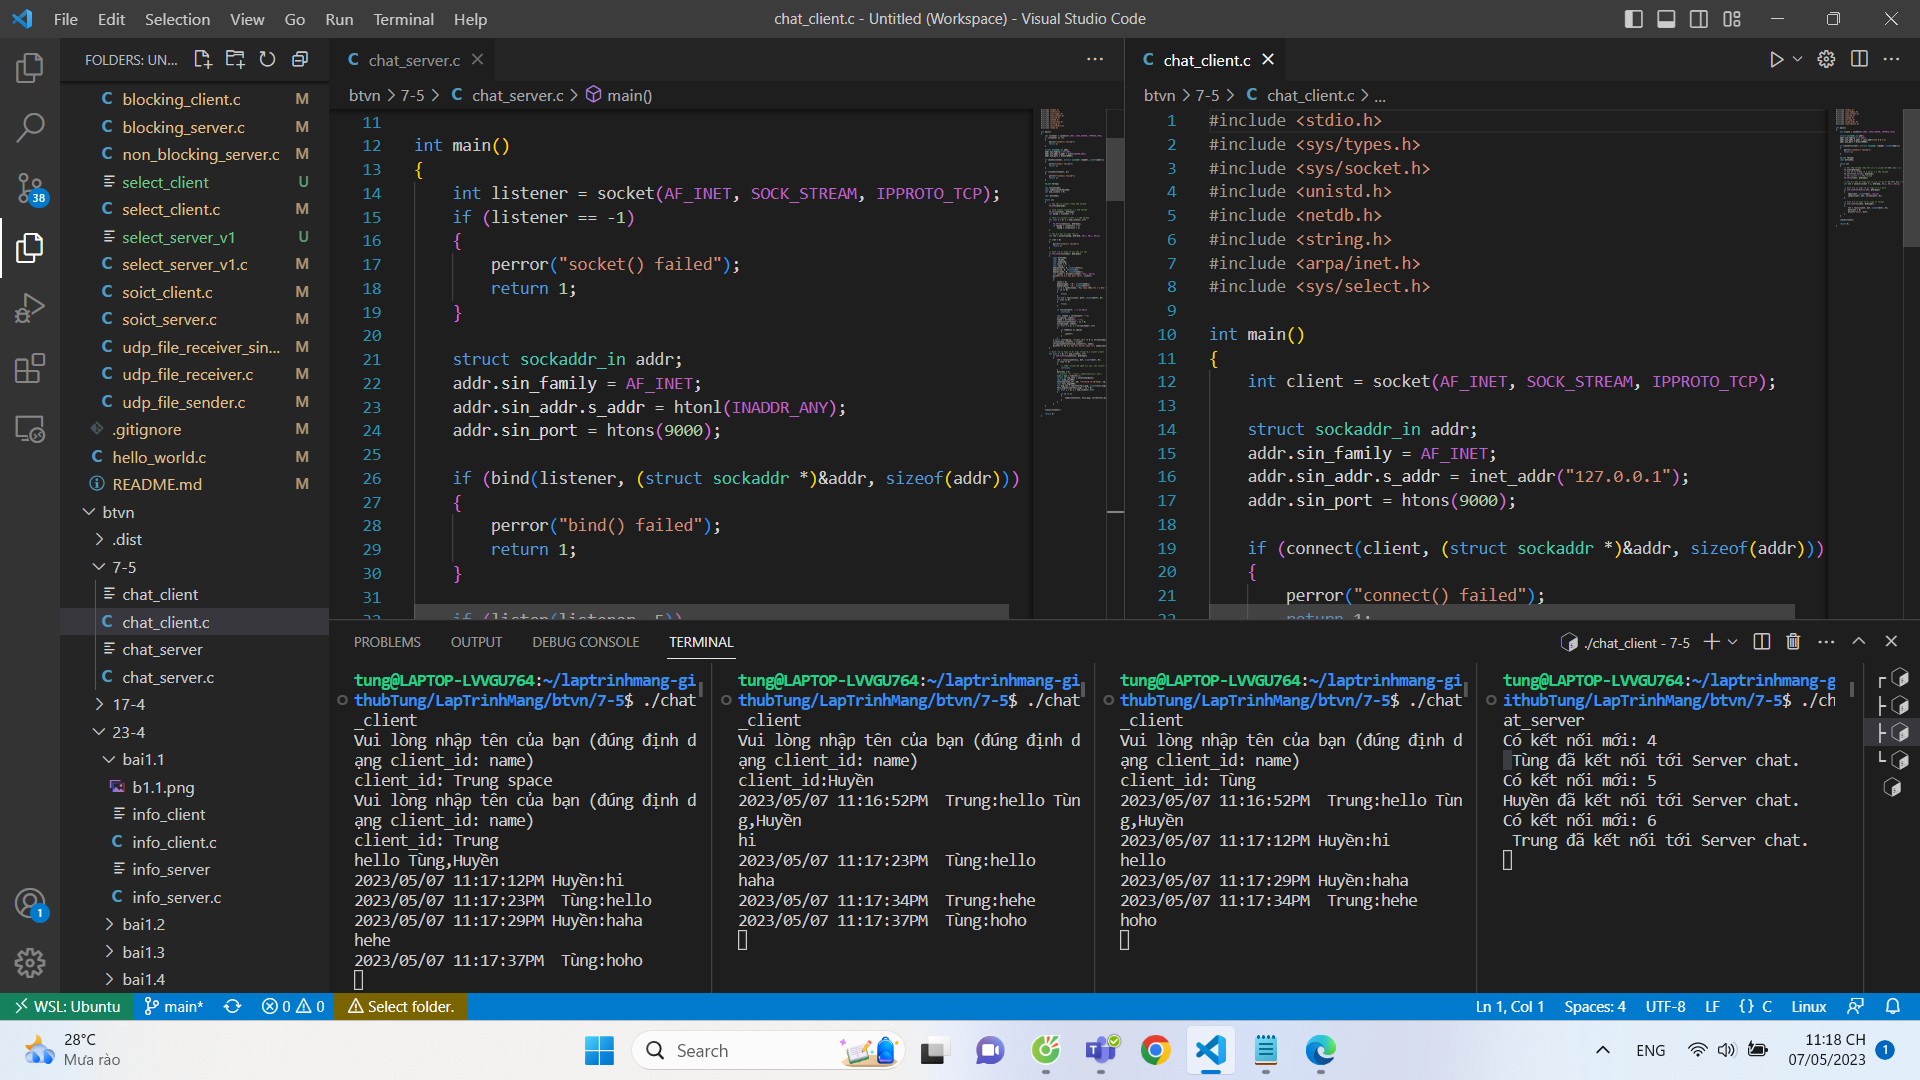 File Edit Selection View Go Run Terminal Help
chat_client.c - Untitled (Workspace) - Visual Studio Code
FOLDERS: UN...
C blocking_client.c M
C blocking_server.c M
C non_blocking_server.c M
select_client U
C select_client.c M
select_server_v1 U
C select_server_v1.c M
C soict_client.c M
C soict_server.c M
C udp_file_receiver_sin... M
C udp_file_receiver.c M
C udp_file_sender.c M
.gitignore M
C hello_world.c M
README.md M
btvn
.dist
7-5
chat_client
C chat_client.c
chat_server
C chat_server.c
17-4
23-4
bai1.1
b1.1.png
info_client
C info_client.c
info_server
C info_server.c
bai1.2
bai1.3
bai1.4
38
1
C chat_server.c
btvn > 7-5 > C chat_server.c > main()
11
12 int main()
13 {
14 int listener = socket(AF_INET, SOCK_STREAM, IPPROTO_TCP);
15 if (listener == -1)
16 {
17 perror("socket() failed");
18 return 1;
19 }
20
21 struct sockaddr_in addr;
22 addr.sin_family = AF_INET;
23 addr.sin_addr.s_addr = htonl(INADDR_ANY);
24 addr.sin_port = htons(9000);
25
26 if (bind(listener, (struct sockaddr *)&addr, sizeof(addr)))
27 {
28 perror("bind() failed");
29 return 1;
30 }
31
C chat_client.c
btvn > 7-5 > C chat_client.c > ...
1 #include <stdio.h>
2 #include <sys/types.h>
3 #include <sys/socket.h>
4 #include <unistd.h>
5 #include <netdb.h>
6 #include <string.h>
7 #include <arpa/inet.h>
8 #include <sys/select.h>
9
10 int main()
11 {
12 int client = socket(AF_INET, SOCK_STREAM, IPPROTO_TCP);
13
14 struct sockaddr_in addr;
15 addr.sin_family = AF_INET;
16 addr.sin_addr.s_addr = inet_addr("127.0.0.1");
17 addr.sin_port = htons(9000);
18
19 if (connect(client, (struct sockaddr *)&addr, sizeof(addr)))
20 {
21 perror("connect() failed");
PROBLEMS OUTPUT DEBUG CONSOLE TERMINAL
./chat_client - 7-5
tung@LAPTOP-LVVGU764:~/laptrinhmang-gi
thubTung/LapTrinhMang/btvn/7-5$ ./chat
_client
Vui lòng nhập tên của bạn (đúng định d
ạng client_id: name)
client_id: Trung space
Vui lòng nhập tên của bạn (đúng định d
ạng client_id: name)
client_id: Trung
hello Tùng,Huyền
2023/05/07 11:17:12PM Huyền:hi
2023/05/07 11:17:23PM Tùng:hello
2023/05/07 11:17:29PM Huyền:haha
hehe
2023/05/07 11:17:37PM Tùng:hoho
tung@LAPTOP-LVVGU764:~/laptrinhmang-gi
thubTung/LapTrinhMang/btvn/7-5$ ./chat
_client
Vui lòng nhập tên của bạn (đúng định d
ạng client_id: name)
client_id:Huyền
2023/05/07 11:16:52PM Trung:hello Tùn
g,Huyền
hi
2023/05/07 11:17:23PM Tùng:hello
haha
2023/05/07 11:17:34PM Trung:hehe
2023/05/07 11:17:37PM Tùng:hoho
tung@LAPTOP-LVVGU764:~/laptrinhmang-gi
thubTung/LapTrinhMang/btvn/7-5$ ./chat
_client
Vui lòng nhập tên của bạn (đúng định d
ạng client_id: name)
client_id: Tùng
2023/05/07 11:16:52PM Trung:hello Tùn
g,Huyền
2023/05/07 11:17:12PM Huyền:hi
hello
2023/05/07 11:17:29PM Huyền:haha
2023/05/07 11:17:34PM Trung:hehe
hoho
tung@LAPTOP-LVVGU764:~/laptrinhmang-g
ithubTung/LapTrinhMang/btvn/7-5$ ./ch
at_server
Có kết nối mới: 4
Tùng đã kết nối tới Server chat.
Có kết nối mới: 5
Huyền đã kết nối tới Server chat.
Có kết nối mới: 6
Trung đã kết nối tới Server chat.
WSL: Ubuntu main* 0 0 Select folder.
Ln 1, Col 1 Spaces: 4 UTF-8 LF {} C Linux
28°C
Mưa rào
Search
ENG
11:18 CH
07/05/2023
1